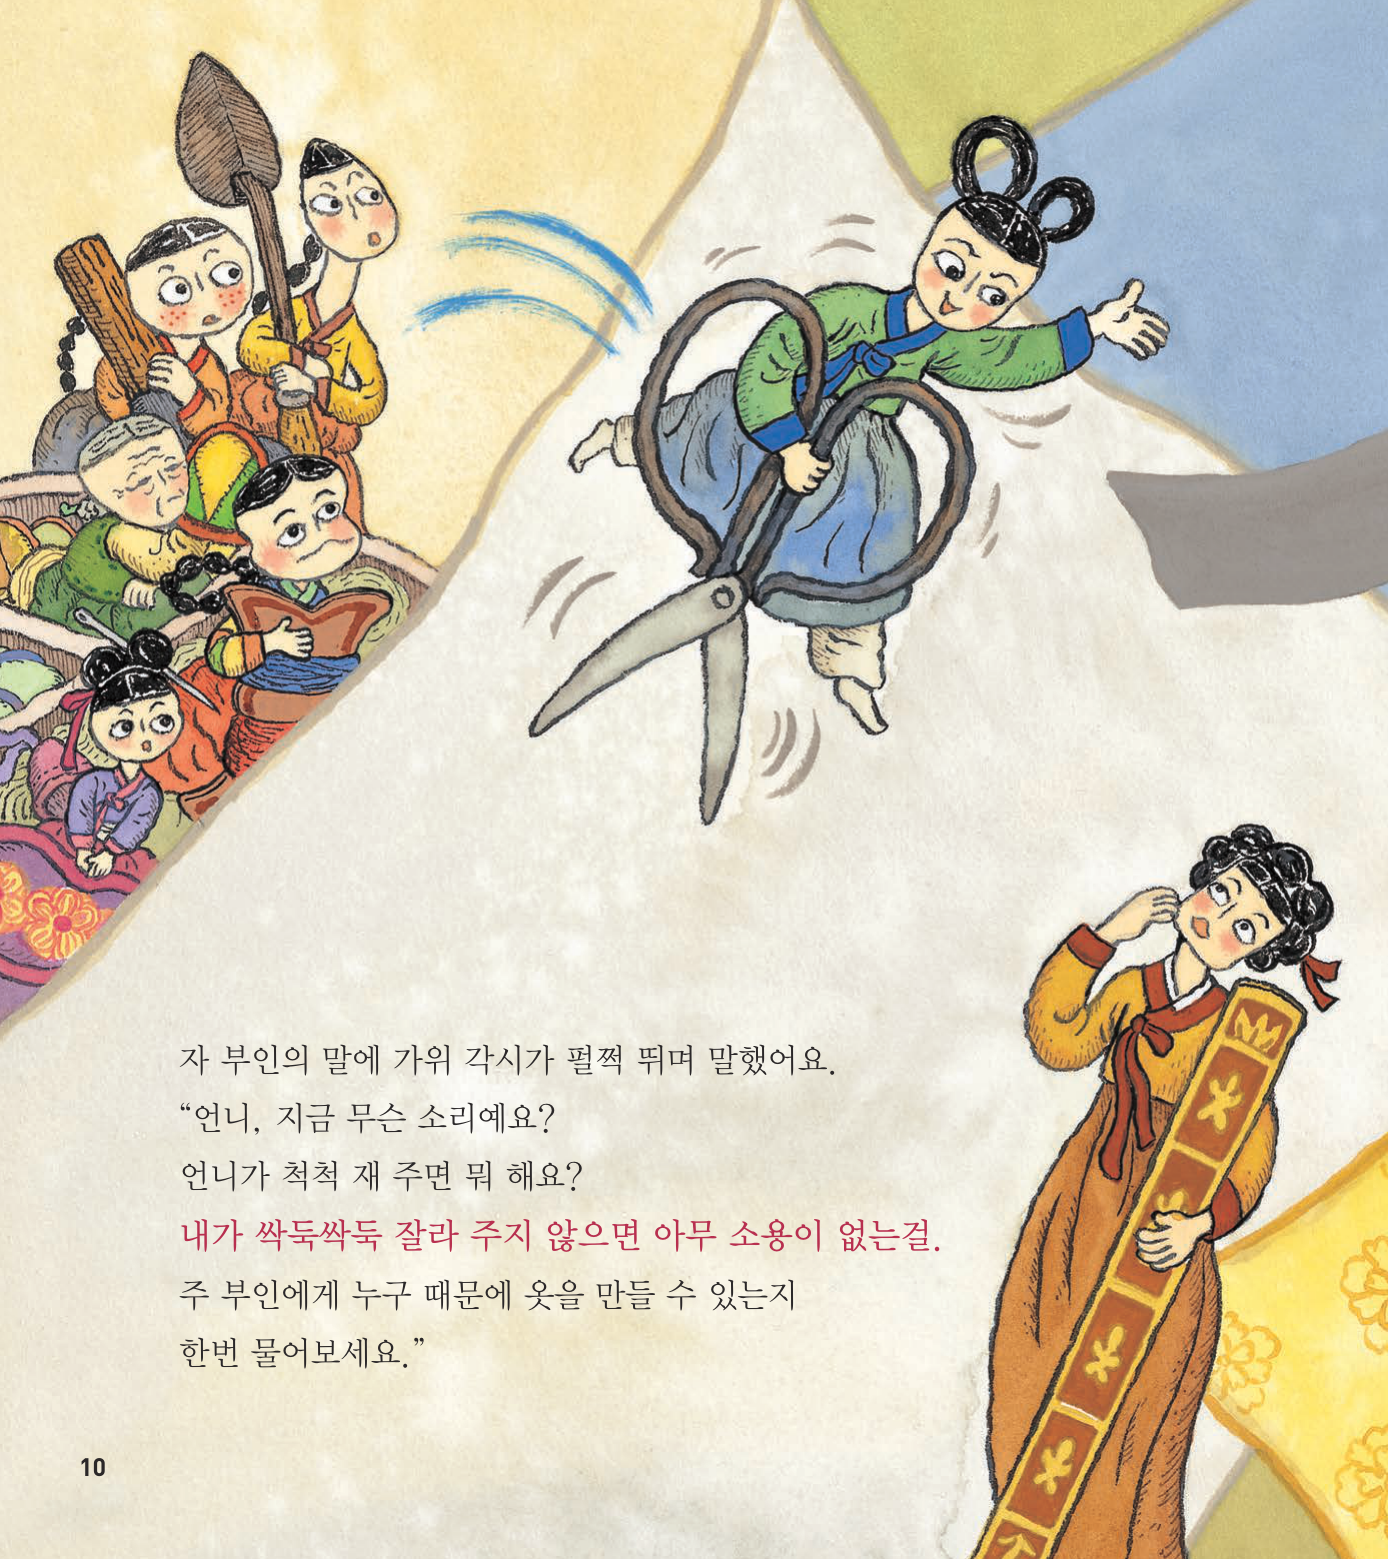 자 부인의 말에 가위 각시가 펄쩍 뛰며 말했어요.
“언니, 지금 무슨 소리예요?
언니가 척척 재 주면 뭐 해요?
내가 싹둑싹둑 잘라 주지 않으면 아무 소용이 없는걸.
주 부인에게 누구 때문에 옷을 만들 수 있는지
한번 물어보세요.”
10